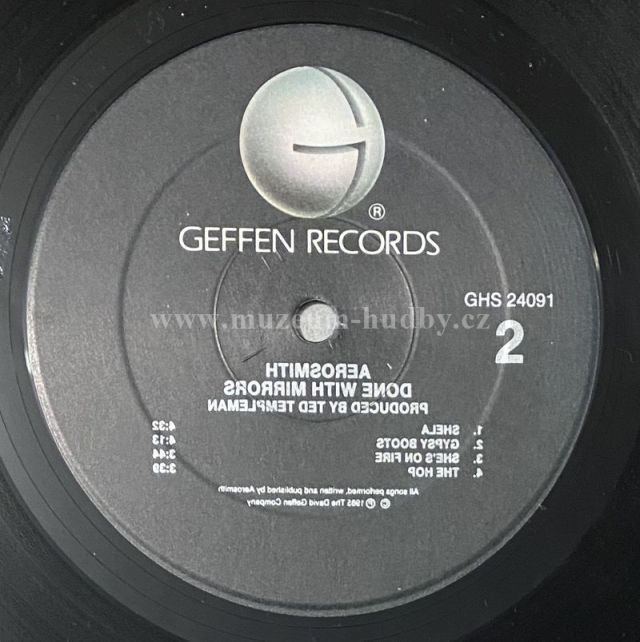 ®
GEFFEN RECORDS
GHS 24091
2
www.muzeum-hudby.cz
AEROSMITH
DONE WITH MIRRORS
PRODUCED BY TED TEMPLEMAN
1. SHELA 4:32
2. GYPSY BOOTS 4:13
3. SHE'S ON FIRE 3:44
4. THE HOP 3:39
All songs performed, written and published by Aerosmith
© ℗ 1985 The David Geffen Company